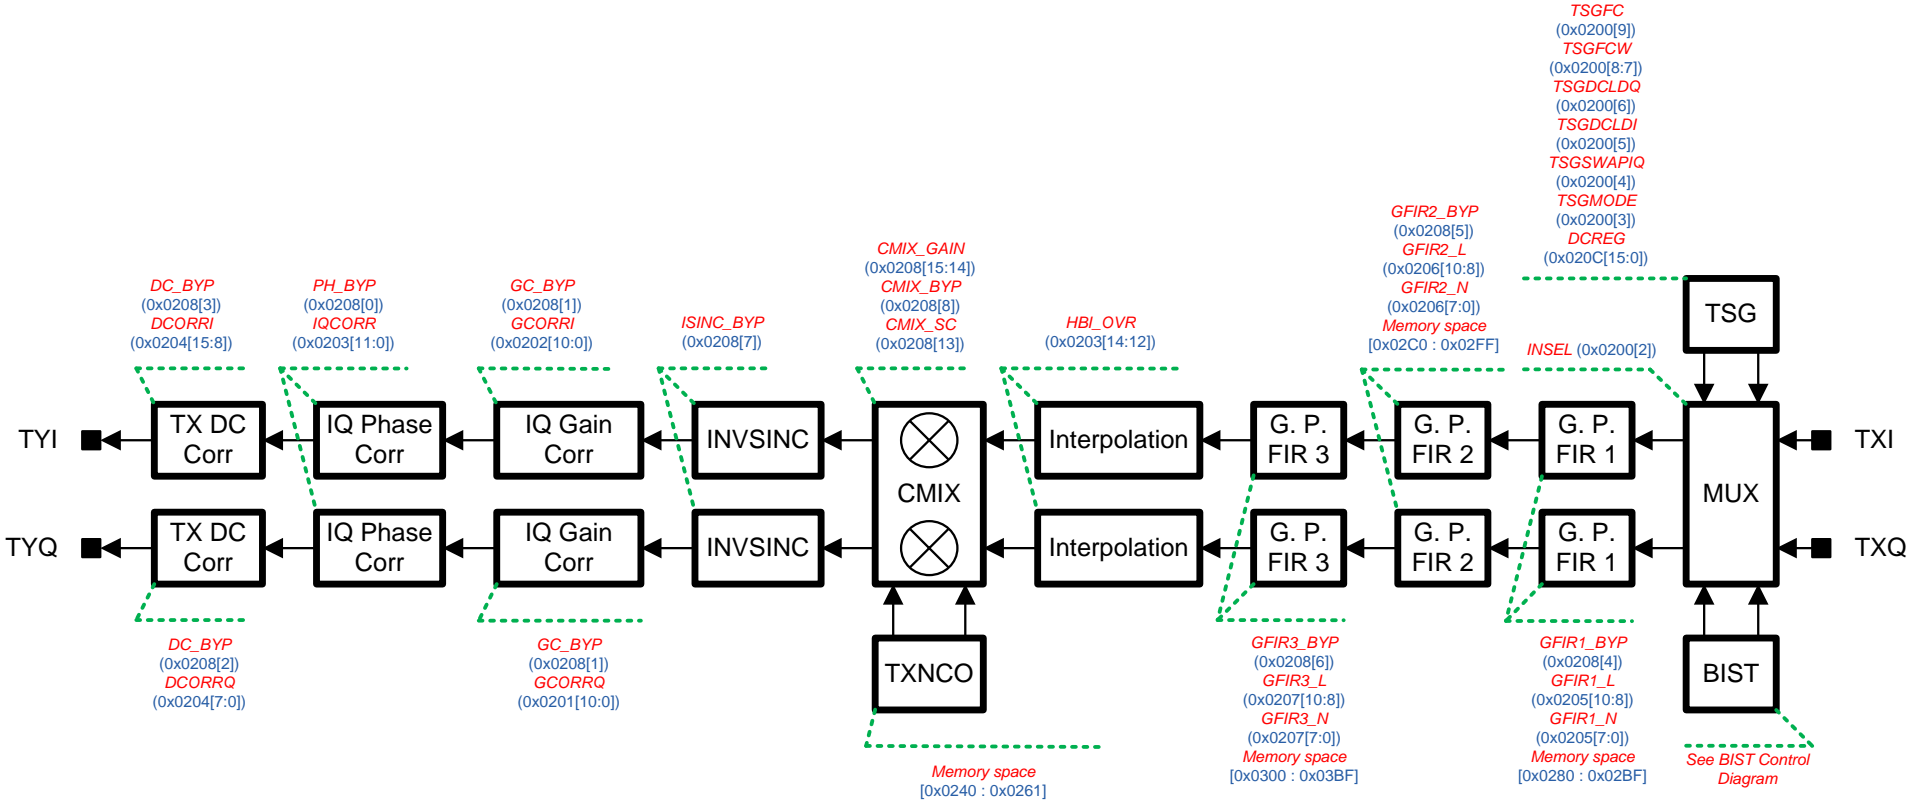 TSGFC
(0x0200[9])
TSGFCW
(0x0200[8:7])
TSGDCLDQ
(0x0200[6])
TSGDCLDI
(0x0200[5])
TSGSWAPIQ
(0x0200[4])
TSGMODE
(0x0200[3])
DCREG
(0x020C[15:0])
GFIR2_BYP
(0x0208[5])
GFIR2_L
(0x0206[10:8])
GFIR2_N
(0x0206[7:0])
Memory space
[0x02C0 : 0x02FF]
CMIX_GAIN
(0x0208[15:14])
CMIX_BYP
(0x0208[8])
CMIX_SC
(0x0208[13])
DC_BYP
(0x0208[3])
DCORRI
(0x0204[15:8])
PH_BYP
(0x0208[0])
IQCORR
(0x0203[11:0])
GC_BYP
(0x0208[1])
GCORRI
(0x0202[10:0])
ISINC_BYP
(0x0208[7])
HBI_OVR
(0x0203[14:12])
INSEL (0x0200[2])
TSG
TYI
TX DC
Corr
IQ Phase
Corr
IQ Gain
Corr
INVSINC
CMIX
Interpolation
G. P.
FIR 3
G. P.
FIR 2
G. P.
FIR 1
MUX
TXI
TYQ
TX DC
Corr
IQ Phase
Corr
IQ Gain
Corr
INVSINC
Interpolation
G. P.
FIR 3
G. P.
FIR 2
G. P.
FIR 1
TXQ
DC_BYP
(0x0208[2])
DCORRQ
(0x0204[7:0])
GC_BYP
(0x0208[1])
GCORRQ
(0x0201[10:0])
TXNCO
Memory space
[0x0240 : 0x0261]
GFIR3_BYP
(0x0208[6])
GFIR3_L
(0x0207[10:8])
GFIR3_N
(0x0207[7:0])
Memory space
[0x0300 : 0x03BF]
GFIR1_BYP
(0x0208[4])
GFIR1_L
(0x0205[10:8])
GFIR1_N
(0x0205[7:0])
Memory space
[0x0280 : 0x02BF]
BIST
See BIST Control
Diagram